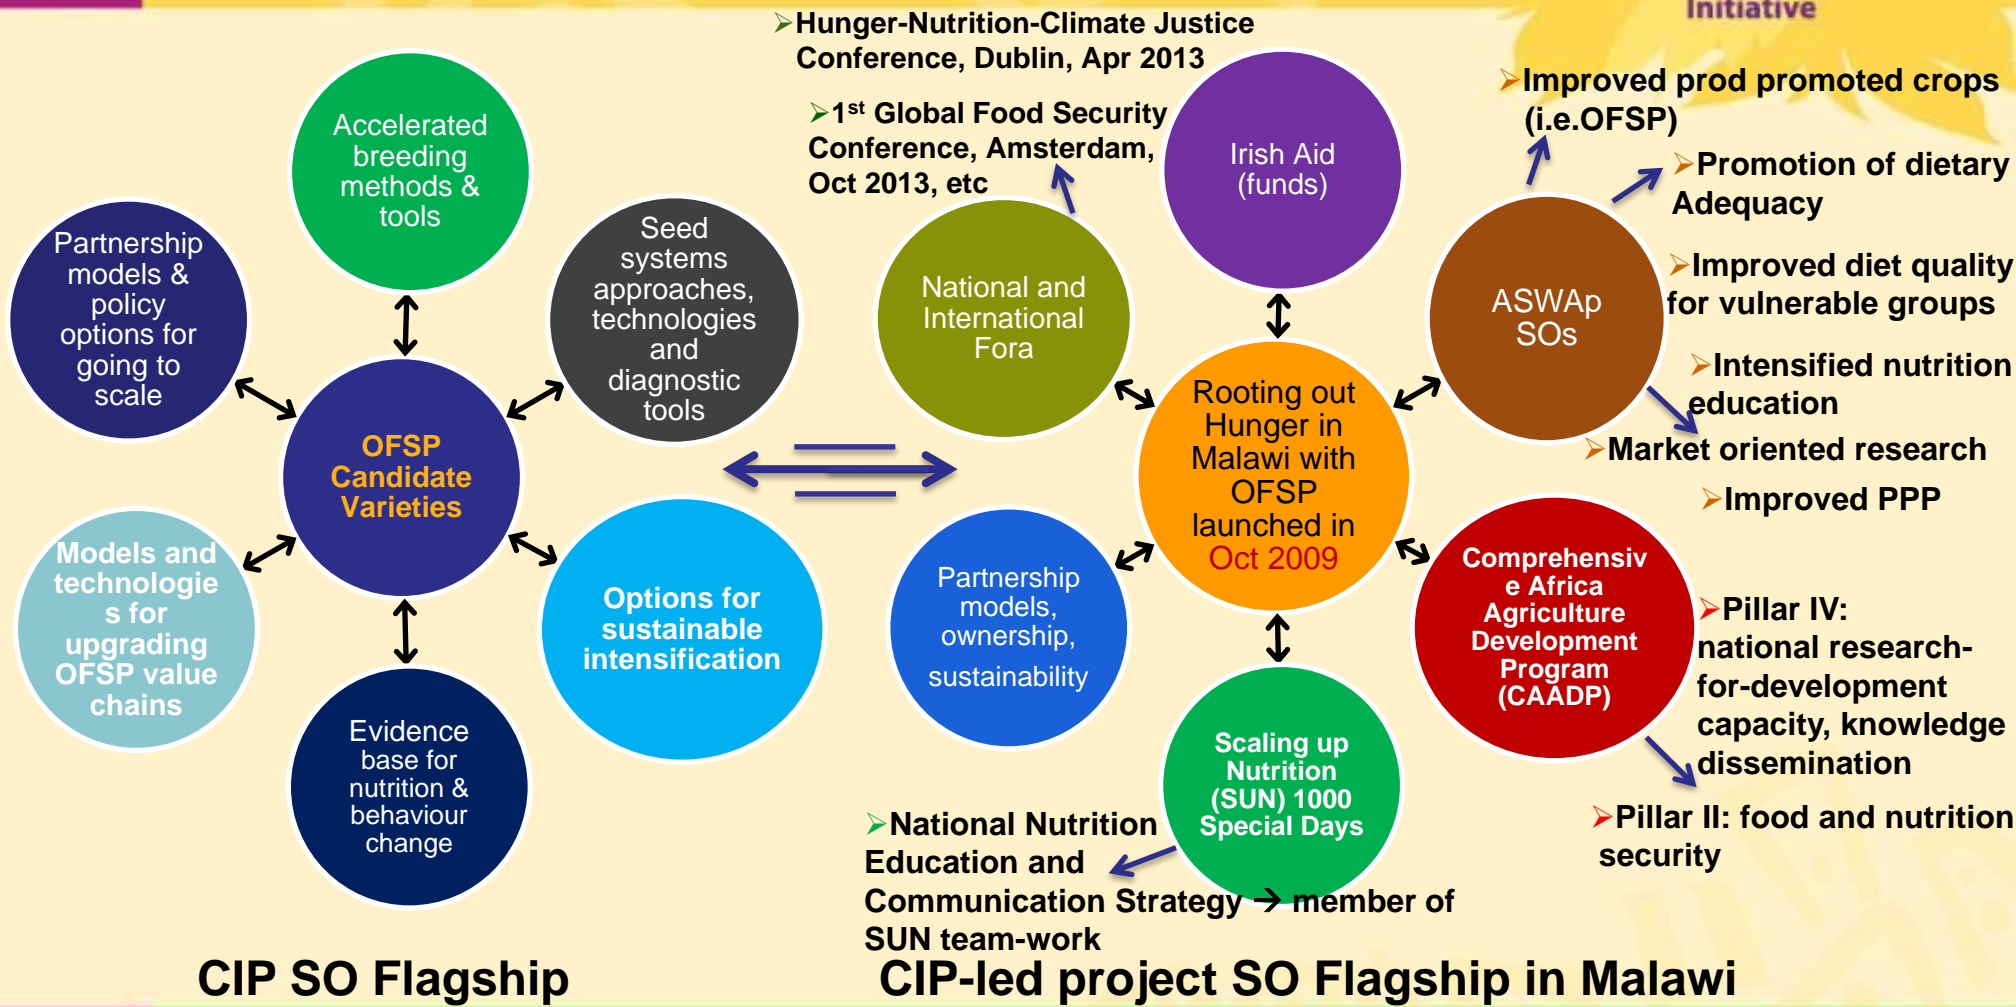 Initiative
➢Hunger-Nutrition-Climate Justice
Conference, Dublin, Apr 2013
➢1st Global Food Security
Conference, Amsterdam,
Oct 2013, etc
Accelerated
breeding
methods &
tools
Partnership
models &
policy
options for
going to
scale
Seed
systems
approaches,
technologies
and
diagnostic
tools
OFSP
Candidate
Varieties
Models and
technologie
s for
upgrading
OFSP value
chains
Options for
sustainable
intensification
Evidence
base for
nutrition &
behaviour
change
CIP SO Flagship
National and
International
Fora
Irish Aid
(funds)
ASWAp
SOs
Rooting out
Hunger in
Malawi with
OFSP
launched in
Oct 2009
Partnership
models,
ownership,
sustainability
Scaling up
Nutrition
(SUN) 1000
Special Days
Comprehensiv
e Africa
Agriculture
Development
Program
(CAADP)
➢Improved prod promoted crops
(i.e.OFSP)
➢Promotion of dietary
Adequacy
➢Improved diet quality
for vulnerable groups
➢Intensified nutrition
education
➢Market oriented research
➢Improved PPP
➢Pillar IV:
national research-
for-development
capacity, knowledge
dissemination
➢Pillar II: food and nutrition
security
➢National Nutrition
Education and
Communication Strategy → member of
SUN team-work
CIP-led project SO Flagship in Malawi